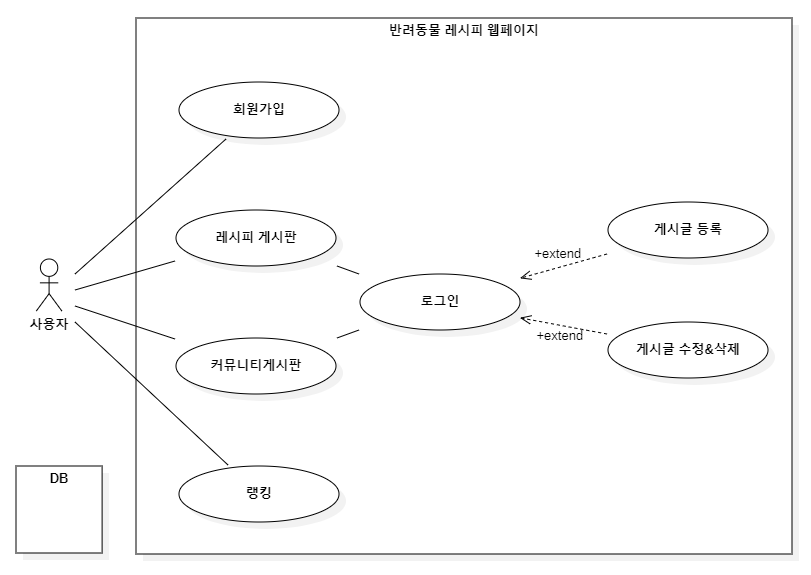 반려동물 레시피 웹페이지
회원가입
레시피 게시판
게시글 등록
+extend
로그인
사용자
+extend
게시글 수정&삭제
커뮤니티게시판
DB
랭킹